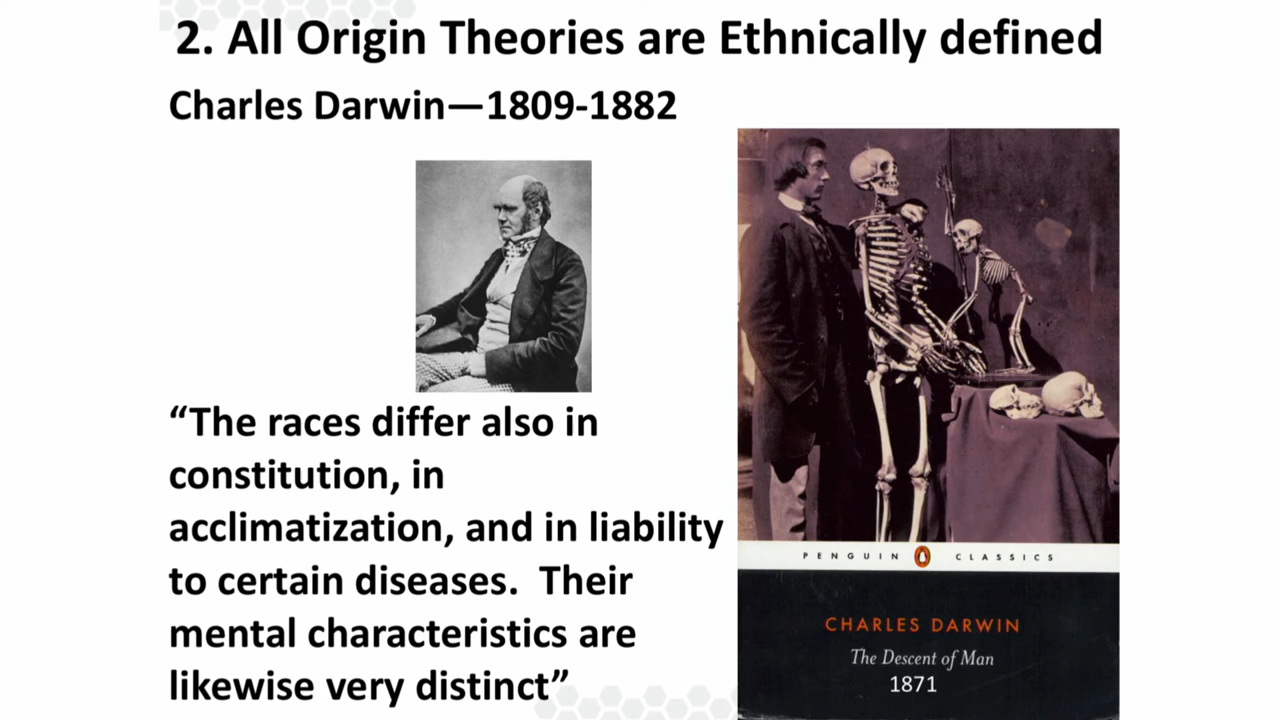 2. All Origin Theories are Ethnically defined
Charles Darwin—1809-1882
“The races differ also in
constitution, in
acclimatization, and in liability
to certain diseases.  Their
mental characteristics are
likewise very distinct”
PENGUIN CLASSICS
CHARLES DARWIN
The Descent of Man
1871